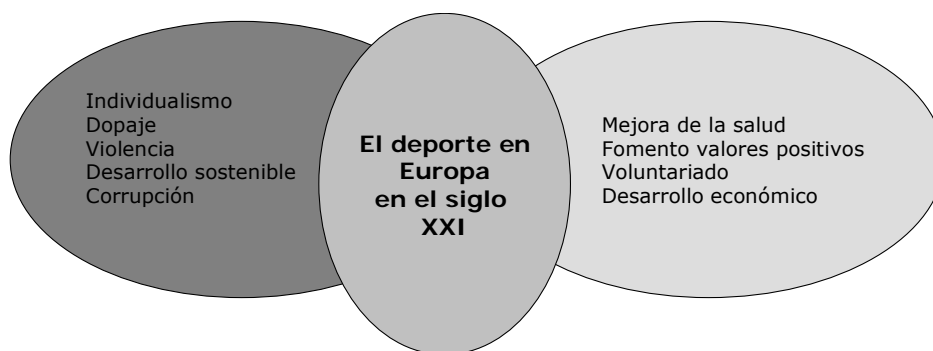 Individualismo
Dopaje
Violencia
Desarrollo sostenible
Corrupción
El deporte en
Europa
en el siglo
XXI
Mejora de la salud
Fomento valores positivos
Voluntariado
Desarrollo económico